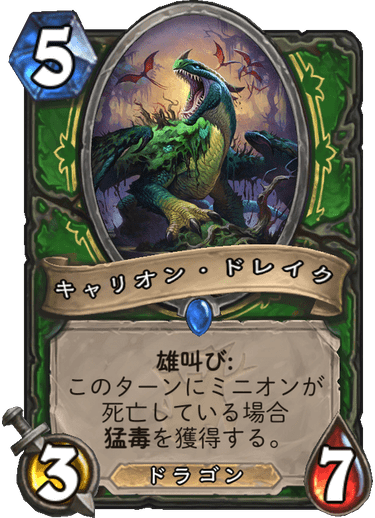 5
キャリオン・ドレイク
雄叫び:
このターンにミニオンが
死亡している場合
猛毒を獲得する。
3
ドラゴン
7